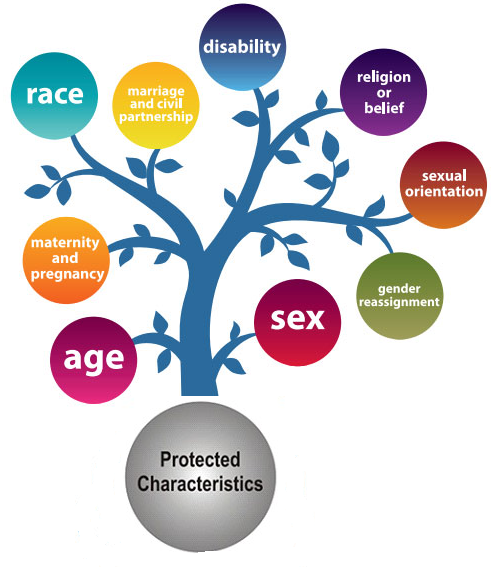 disability
race
marriage
and civil
partnership
religion
or
belief
sexual
orientation
maternity
and
pregnancy
gender
reassignment
sex
age
Protected
Characteristics